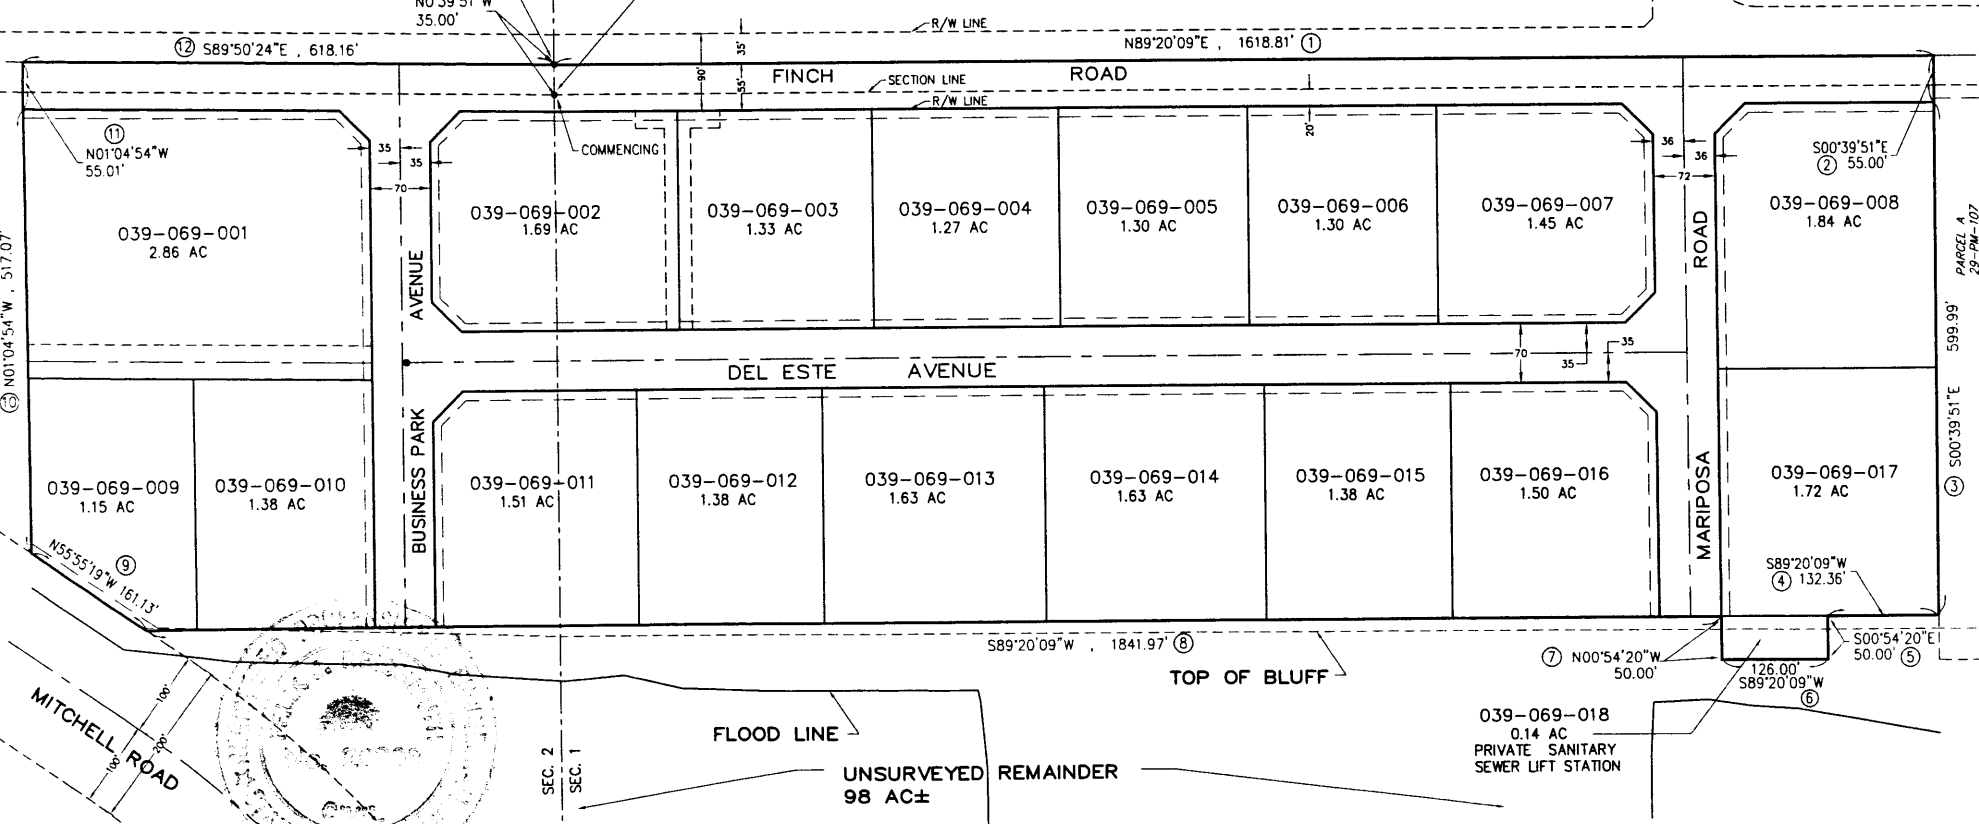 N0°39'51"W
35.00'
R/W LINE
⑫ S89°50'24"E , 618.16'
N89°20'09"E , 1618.81' ①
35'
90'
55'
FINCH ROAD
SECTION LINE
R/W LINE
20'
⑪
N01°04'54"W
55.01'
35
35
70
COMMENCING
36
36
72
S00°39'51"E
② 55.00'
039-069-001
2.86 AC
039-069-002
1.69 AC
039-069-003
1.33 AC
039-069-004
1.27 AC
039-069-005
1.30 AC
039-069-006
1.30 AC
039-069-007
1.45 AC
039-069-008
1.84 AC
PARCEL A
29-PM-107
⑩ N01°04'54"W , 517.07'
BUSINESS PARK AVENUE
MARIPOSA ROAD
③ S00°39'51"E 599.99'
DEL ESTE AVENUE
70
35
35
039-069-009
1.15 AC
039-069-010
1.38 AC
039-069-011
1.51 AC
039-069-012
1.38 AC
039-069-013
1.63 AC
039-069-014
1.63 AC
039-069-015
1.38 AC
039-069-016
1.50 AC
039-069-017
1.72 AC
⑨
N55°55'19"W 161.13'
S89°20'09"W
④ 132.36'
S89°20'09"W , 1841.97' ⑧
TOP OF BLUFF
⑦ N00°54'20"W
50.00'
S00°54'20"E
50.00' ⑤
126.00'
S89°20'09"W
⑥
039-069-018
0.14 AC
PRIVATE SANITARY
SEWER LIFT STATION
100'
200'
100'
MITCHELL ROAD
FLOOD LINE
SEC. 2
SEC. 1
UNSURVEYED REMAINDER
98 AC±